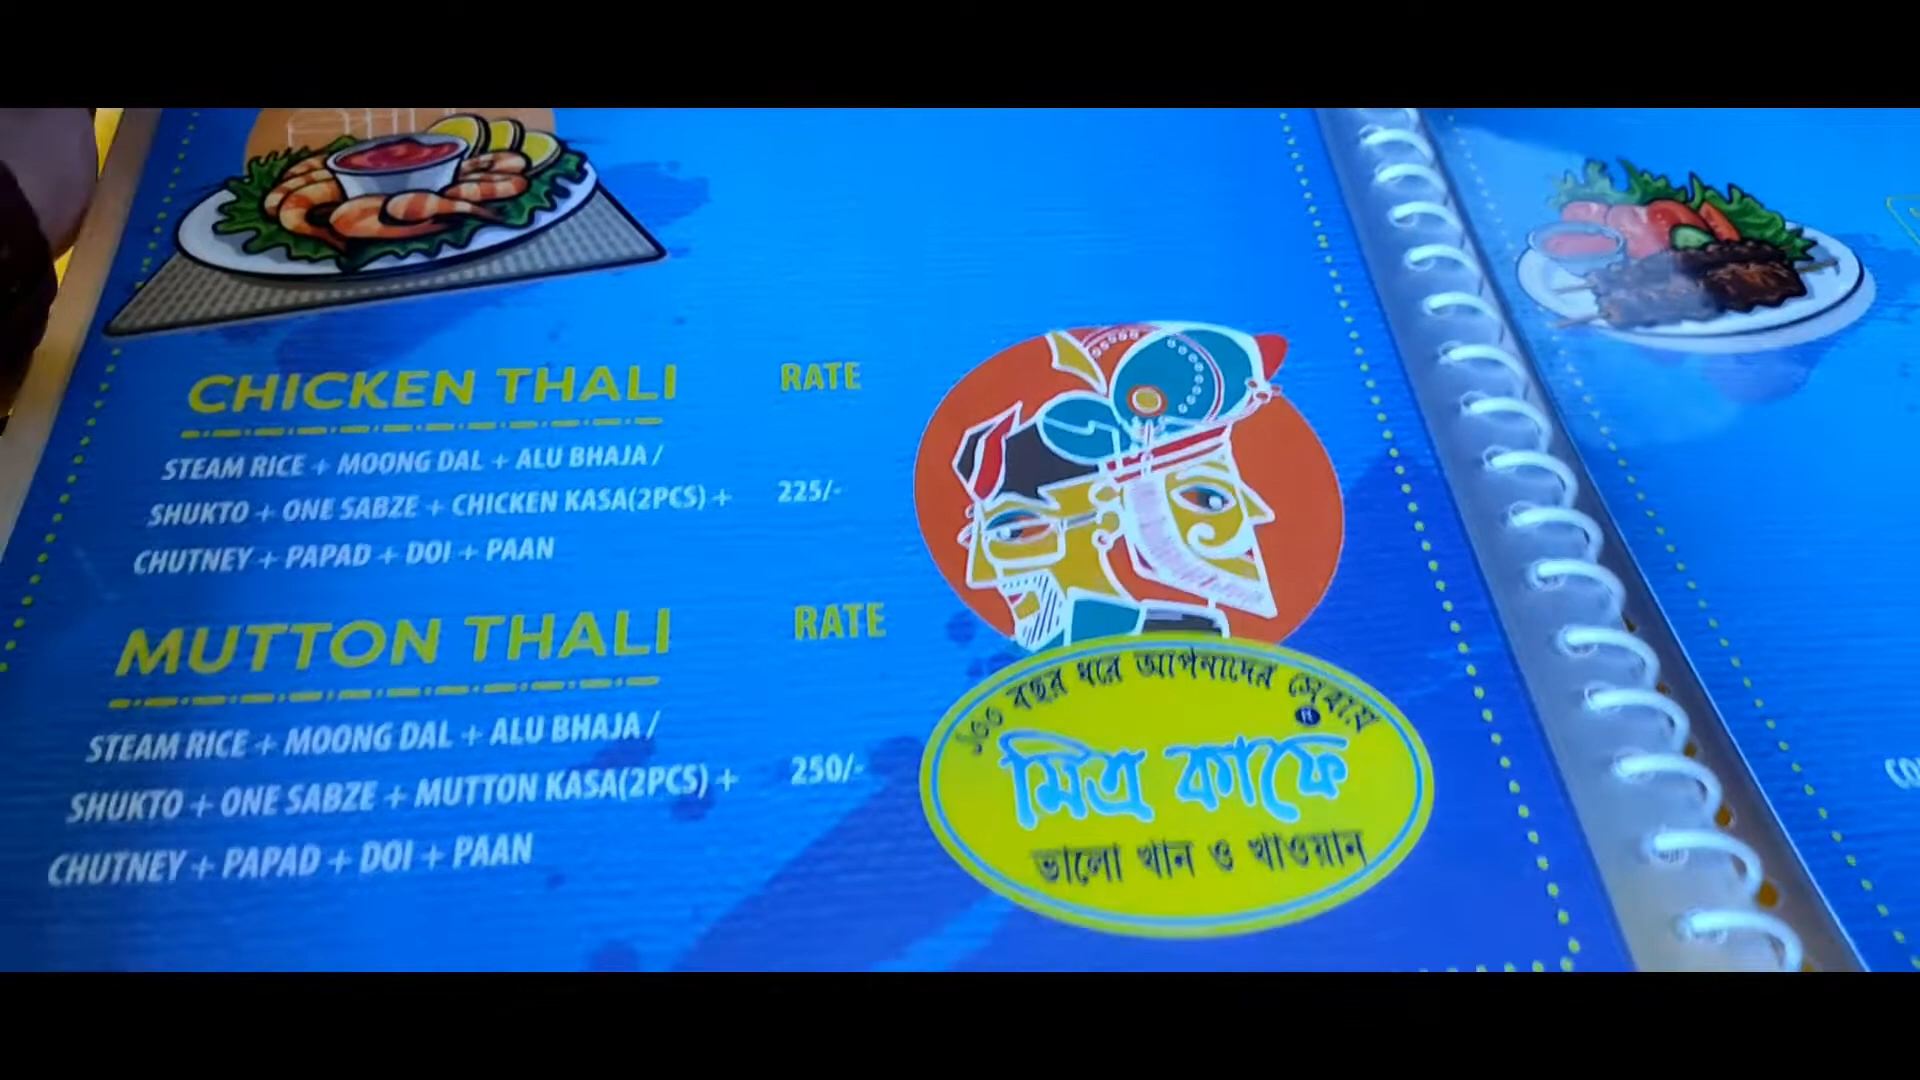 CHICKEN THALI RATE
STEAM RICE + MOONG DAL + ALU BHAJA /
SHUKTO + ONE SABZE + CHICKEN KASA(2PCS) + 225/-
CHUTNEY + PAPAD + DOI + PAAN
MUTTON THALI RATE
STEAM RICE + MOONG DAL + ALU BHAJA /
SHUKTO + ONE SABZE + MUTTON KASA(2PCS) + 250/-
CHUTNEY + PAPAD + DOI + PAAN
১০০ বছর ধরে আপনাদের সেবায়
মিত্র কাফে
ভালো খান ও খাওয়ান